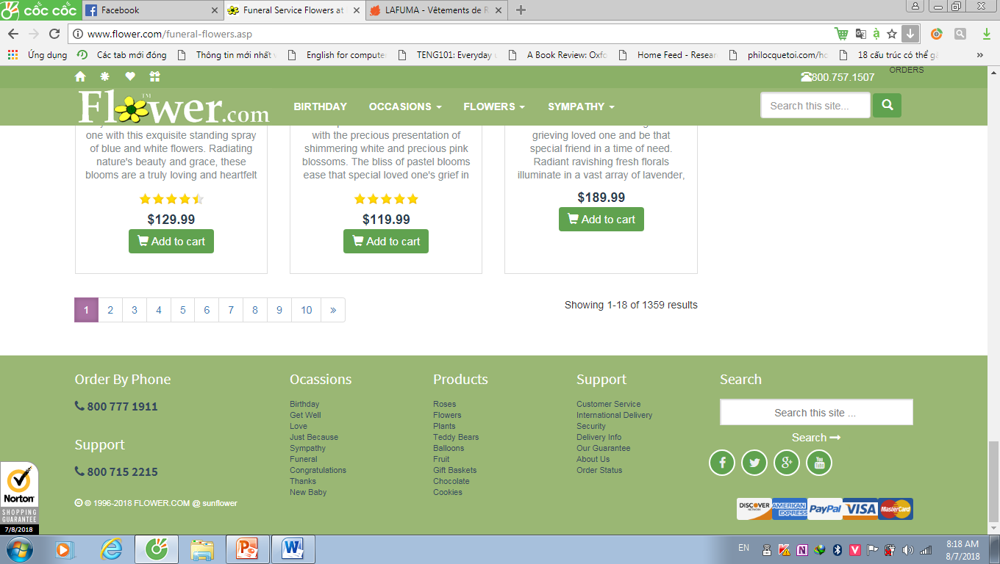 cốc cốc
Facebook
Funeral Service Flowers at
LAFUMA - Vêtements de R
www.flower.com/funeral-flowers.asp
Ứng dụng
Các tab mới đóng
Thông tin mới nhất
English for compute
TENG101: Everyday
A Book Review: Oxfo
Home Feed - Resear
philocquetoi.com/ho
18 cấu trúc có thể g
»
800.757.1507
ORDERS
Flower.com
TM
BIRTHDAY
OCCASIONS
FLOWERS
SYMPATHY
Search this site...
one with this exquisite standing spray
of blue and white flowers. Radiating
nature's beauty and grace, these
blooms are a truly loving and heartfelt
$129.99
Add to cart
with the precious presentation of
shimmering white and precious pink
blossoms. The bliss of pastel blooms
ease that special loved one's grief in
$119.99
Add to cart
grieving loved one and be that
special friend in a time of need.
Radiant ravishing fresh florals
illuminate in a vast array of lavender,
$189.99
Add to cart
1 2 3 4 5 6 7 8 9 10 »
Showing 1-18 of 1359 results
Order By Phone
800 777 1911
Support
800 715 2215
© 1996-2018 FLOWER.COM @ sunflower
Ocassions
Birthday
Get Well
Love
Just Because
Sympathy
Funeral
Congratulations
Thanks
New Baby
Products
Roses
Flowers
Plants
Teddy Bears
Balloons
Fruit
Gift Baskets
Chocolate
Cookies
Support
Customer Service
International Delivery
Security
Delivery Info
Our Guarantee
About Us
Order Status
Search
Search this site ...
Search
DISCOVER
AMERICAN EXPRESS
PayPal
VISA
MasterCard
Norton
SHOPPING
GUARANTEE
7/8/2018
EN
8:18 AM
8/7/2018